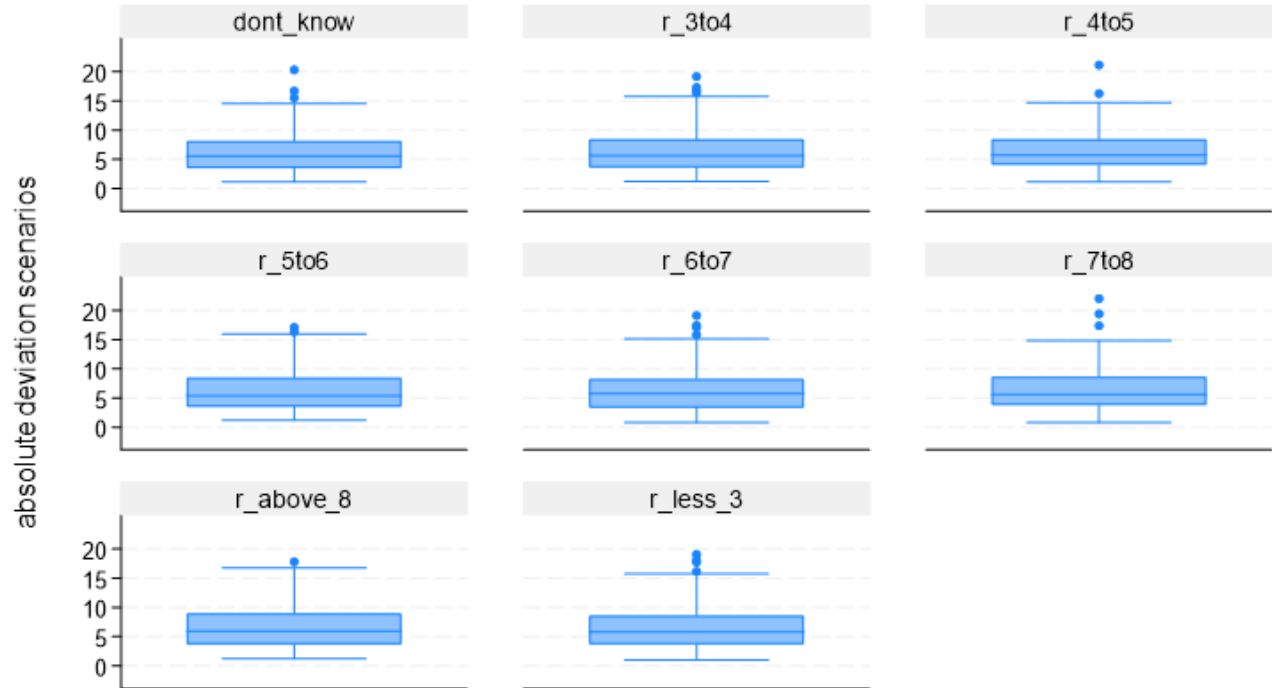 absolute deviation scenarios
dont_know
r_3to4
r_4to5
20
15
10
5
0
r_5to6
r_6to7
r_7to8
20
15
10
5
0
r_above_8
r_less_3
20
15
10
5
0